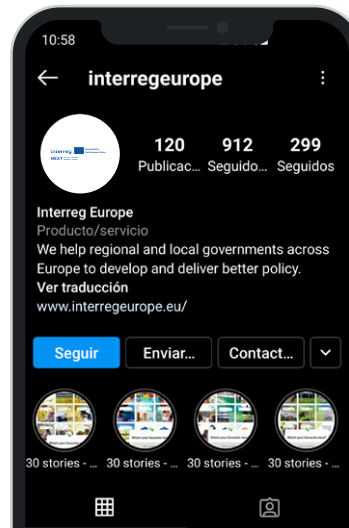 10:58
interregeurope
Interreg
NEXT
120 912 299
Publicac... Seguido... Seguidos
Interreg Europe
Producto/servicio
We help regional and local governments across
Europe to develop and deliver better policy.
Ver traducción
www.interregeurope.eu/
Seguir Enviar... Contact...
30 stories - ... 30 stories - ... 30 stories - ... 30 stories - ...